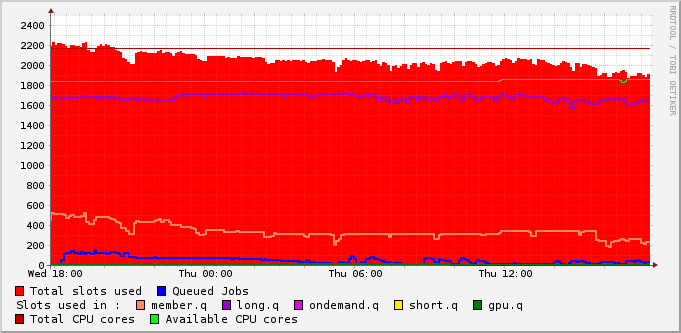 RRDTOOL / TOBI OETIKER
2400
2200
2000
1800
1600
1400
1200
1000
800
600
400
200
0
Wed 18:00 Thu 00:00 Thu 06:00 Thu 12:00
Total slots used Queued Jobs
Slots used in : member.q long.q ondemand.q short.q gpu.q
Total CPU cores Available CPU cores